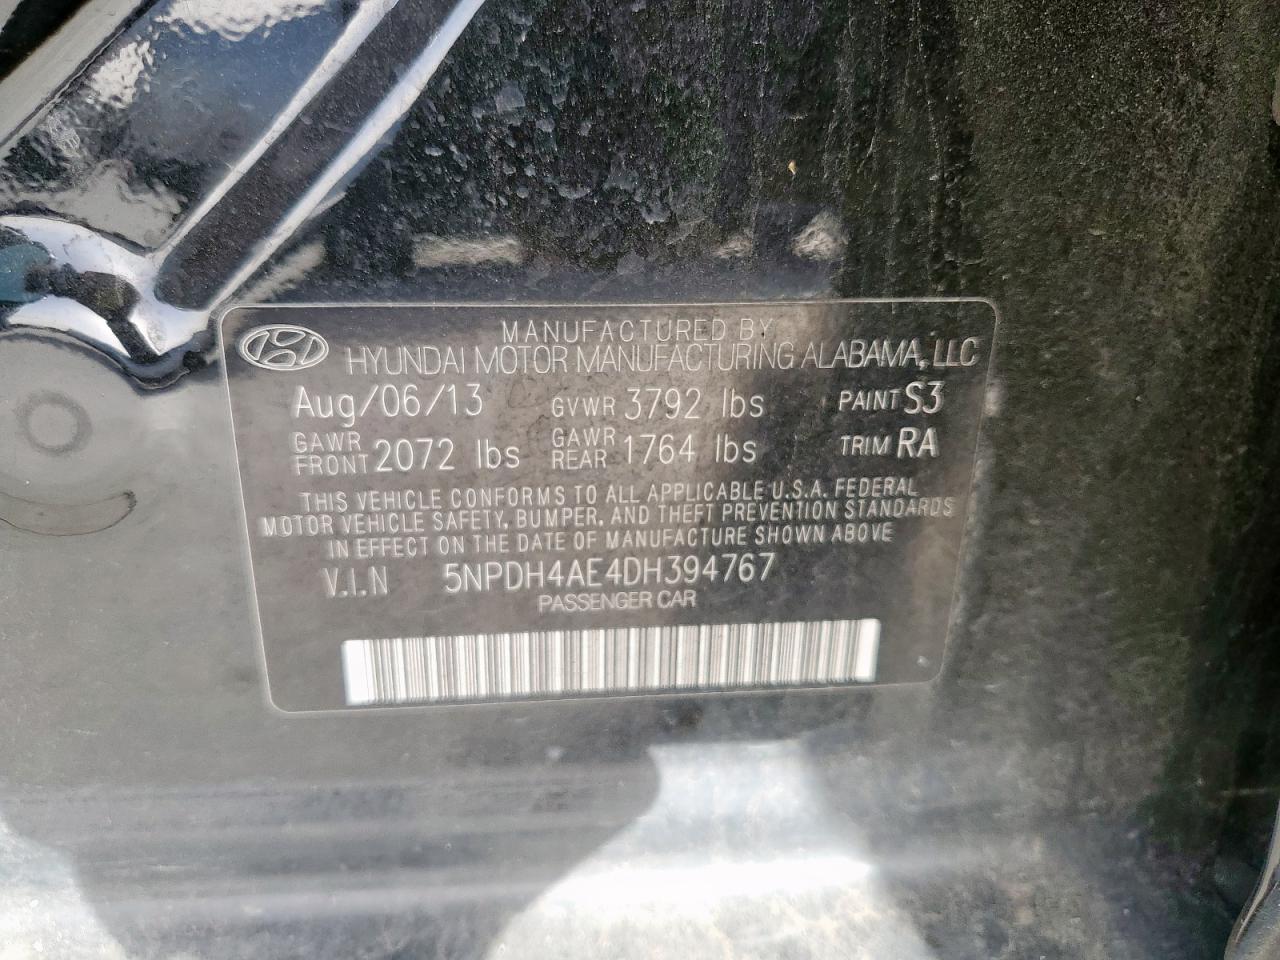 MANUFACTURED BY
HYUNDAI MOTOR MANUFACTURING ALABAMA, LLC
Aug/06/13 GVWR 3792 lbs PAINT S3
GAWR FRONT 2072 lbs GAWR REAR 1764 lbs TRIM RA
THIS VEHICLE CONFORMS TO ALL APPLICABLE U.S.A. FEDERAL
MOTOR VEHICLE SAFETY, BUMPER, AND THEFT PREVENTION STANDARDS
IN EFFECT ON THE DATE OF MANUFACTURE SHOWN ABOVE
V.I.N 5NPDH4AE4DH394767
PASSENGER CAR